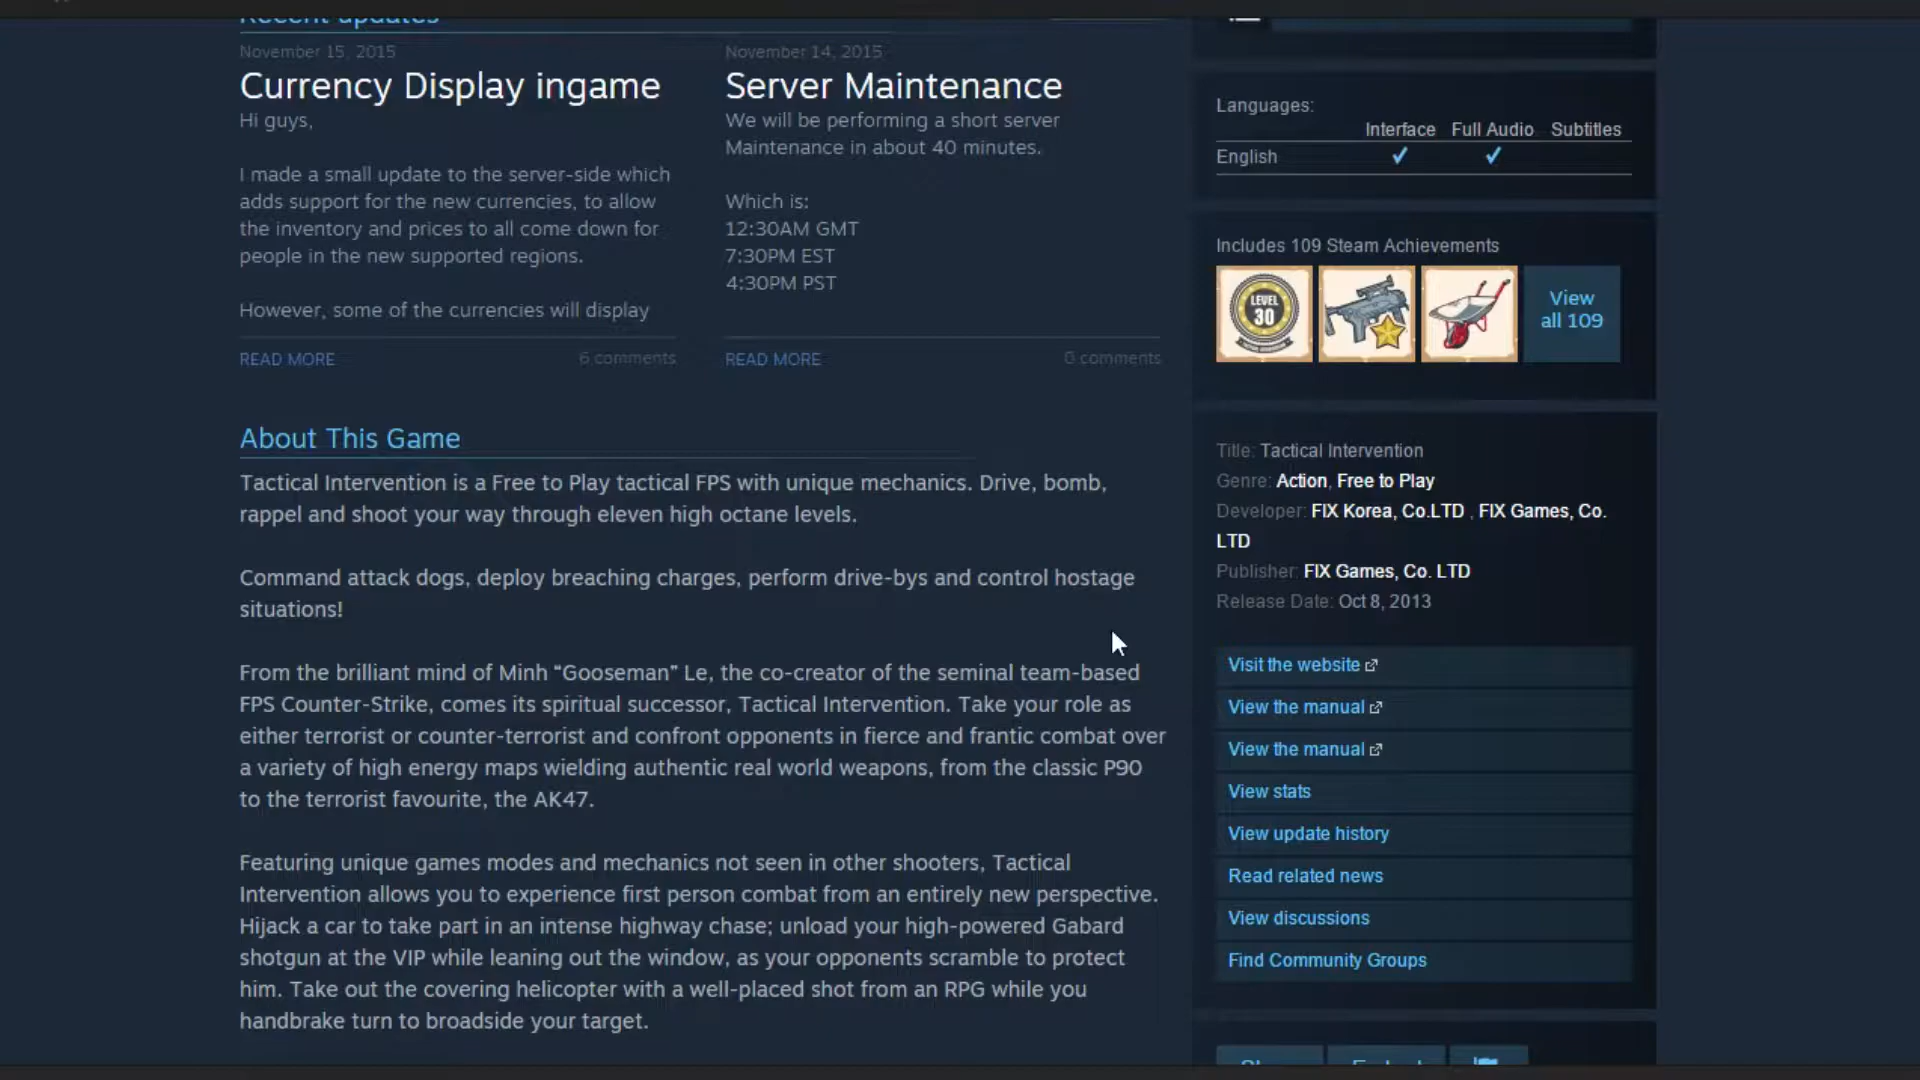 Recent updates
November 15, 2015
Currency Display ingame
Hi guys,
I made a small update to the server-side which
adds support for the new currencies, to allow
the inventory and prices to all come down for
people in the new supported regions.
However, some of the currencies will display
READ MORE
6 comments
November 14, 2015
Server Maintenance
We will be performing a short server
Maintenance in about 40 minutes.
Which is:
12:30AM GMT
7:30PM EST
4:30PM PST
READ MORE
0 comments
About This Game
Tactical Intervention is a Free to Play tactical FPS with unique mechanics. Drive, bomb,
rappel and shoot your way through eleven high octane levels.
Command attack dogs, deploy breaching charges, perform drive-bys and control hostage
situations!
From the brilliant mind of Minh “Gooseman” Le, the co-creator of the seminal team-based
FPS Counter-Strike, comes its spiritual successor, Tactical Intervention. Take your role as
either terrorist or counter-terrorist and confront opponents in fierce and frantic combat over
a variety of high energy maps wielding authentic real world weapons, from the classic P90
to the terrorist favourite, the AK47.
Featuring unique games modes and mechanics not seen in other shooters, Tactical
Intervention allows you to experience first person combat from an entirely new perspective.
Hijack a car to take part in an intense highway chase; unload your high-powered Gabard
shotgun at the VIP while leaning out the window, as your opponents scramble to protect
him. Take out the covering helicopter with a well-placed shot from an RPG while you
handbrake turn to broadside your target.
Languages:
Interface Full Audio Subtitles
English
Includes 109 Steam Achievements
LEVEL
30
View
all 109
Title: Tactical Intervention
Genre: Action, Free to Play
Developer: FIX Korea, Co.LTD , FIX Games, Co.
LTD
Publisher: FIX Games, Co. LTD
Release Date: Oct 8, 2013
Visit the website
View the manual
View the manual
View stats
View update history
Read related news
View discussions
Find Community Groups